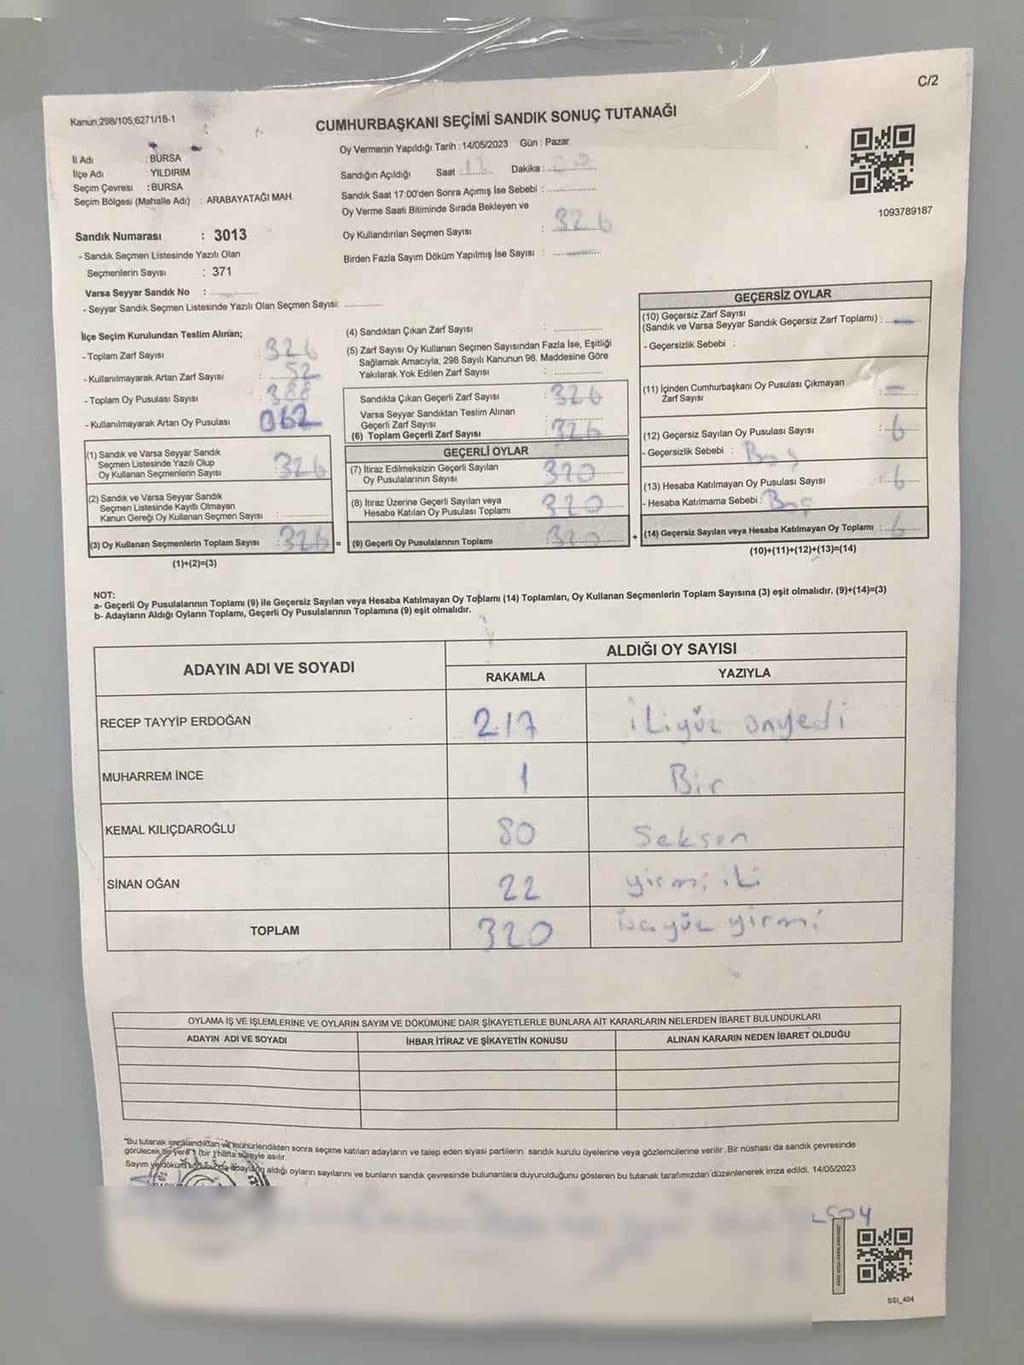 C/2
Kanun;298/105,6271/18-1
CUMHURBAŞKANI SEÇİMİ SANDIK SONUÇ TUTANAĞI
İl Adı : BURSA
İlçe Adı : YILDIRIM
Seçim Çevresi : BURSA
Seçim Bölgesi (Mahalle Adı) : ARABAYATAĞI MAH.
Sandık Numarası : 3013
- Sandık Seçmen Listesinde Yazılı Olan
Seçmenlerin Sayısı : 371
Varsa Seyyar Sandık No :
- Seyyar Sandık Seçmen Listesinde Yazılı Olan Seçmen Sayısı:
Oy Vermenin Yapıldığı Tarih : 14/05/2023 Gün : Pazar
Sandığın Açıldığı Saat : Dakika :
Sandık Saat 17:00'den Sonra Açımış İse Sebebi :
Oy Verme Saati Bitiminde Sırada Bekleyen ve
Oy Kullandırılan Seçmen Sayısı : 326
Birden Fazla Sayım Döküm Yapılmış İse Sayısı :
1093789187
İlçe Seçim Kurulundan Teslim Alınan;
- Toplam Zarf Sayısı :
- Kullanılmayarak Artan Zarf Sayısı : 52
- Toplam Oy Pusulası Sayısı : 388
- Kullanılmayarak Artan Oy Pusulası 062
(1) Sandık ve Varsa Seyyar Sandık
Seçmen Listesinde Yazılı Olup
Oy Kullanan Seçmenlerin Sayısı : 326
(2) Sandık ve Varsa Seyyar Sandık
Seçmen Listesinde Kayıtlı Olmayan
Kanun Gereği Oy Kullanan Seçmen Sayısı :
(3) Oy Kullanan Seçmenlerin Toplam Sayısı : 326 =
(1)+(2)=(3)
(4) Sandıktan Çıkan Zarf Sayısı :
(5) Zarf Sayısı Oy Kullanan Seçmen Sayısından Fazla İse, Eşitliği
Sağlamak Amacıyla, 298 Sayılı Kanunun 98. Maddesine Göre
Yakılarak Yok Edilen Zarf Sayısı :
Sandıkta Çıkan Geçerli Zarf Sayısı : 326
Varsa Seyyar Sandıktan Teslim Alınan
Geçerli Zarf Sayısı :
(6) Toplam Geçerli Zarf Sayısı : 326
GEÇERLİ OYLAR
(7) İtiraz Edilmeksizin Geçerli Sayılan
Oy Pusulalarının Sayısı : 320
(8) İtiraz Üzerine Geçerli Sayılan veya
Hesaba Katılan Oy Pusulası Toplamı : 320
(9) Geçerli Oy Pusulalarının Toplamı : 320 +
GEÇERSİZ OYLAR
(10) Geçersiz Zarf Sayısı
(Sandık ve Varsa Seyyar Sandık Geçersiz Zarf Toplamı) : —
- Geçersizlik Sebebi :
(11) İçinden Cumhurbaşkanı Oy Pusulası Çıkmayan
Zarf Sayısı : —
(12) Geçersiz Sayılan Oy Pusulası Sayısı : 6
- Geçersizlik Sebebi : Boş
(13) Hesaba Katılmayan Oy Pusulası Sayısı : 6
- Hesaba Katılmama Sebebi : Boş
(14) Geçersiz Sayılan veya Hesaba Katılmayan Oy Toplamı : 6
(10)+(11)+(12)+(13)=(14)
NOT:
a- Geçerli Oy Pusulalarının Toplamı (9) ile Geçersiz Sayılan veya Hesaba Katılmayan Oy Toplamı (14) Toplamları, Oy Kullanan Seçmenlerin Toplam Sayısına (3) eşit olmalıdır. (9)+(14)=(3)
b- Adayların Aldığı Oyların Toplamı, Geçerli Oy Pusulalarının Toplamına (9) eşit olmalıdır.
ADAYIN ADI VE SOYADI
ALDIĞI OY SAYISI
RAKAMLA YAZIYLA
RECEP TAYYİP ERDOĞAN 217 ikiyüz onyedi
MUHARREM İNCE 1 Bir
KEMAL KILIÇDAROĞLU 80 Seksen
SİNAN OĞAN 22 yirmi iki
TOPLAM 320 yirmi
OYLAMA İŞ VE İŞLEMLERİNE VE OYLARIN SAYIM VE DÖKÜMÜNE DAİR ŞİKAYETLERLE BUNLARA AİT KARARLARIN NELERDEN İBARET BULUNDUKLARI
ADAYIN ADI VE SOYADI İHBAR İTİRAZ VE ŞİKAYETİN KONUSU ALINAN KARARIN NEDEN İBARET OLDUĞU
"Bu tutanak imzalandıktan ve mühürlendikten sonra seçime katılan adayların ve talep eden siyasi partilerin sandık kurulu üyelerine veya gözlemcilerine verilir. Bir nüshası da sandık çevresinde
görülecek bir yere 1 (bir) hafta süreyle asılır.
Sayım ve döküm adayların aldığı oyların sayılarını ve bunların sandık çevresinde bulunanlara duyurulduğunu gösteren bu tutanak tarafımızdan düzenlenerek imza edildi. 14/05/2023
SSI_404